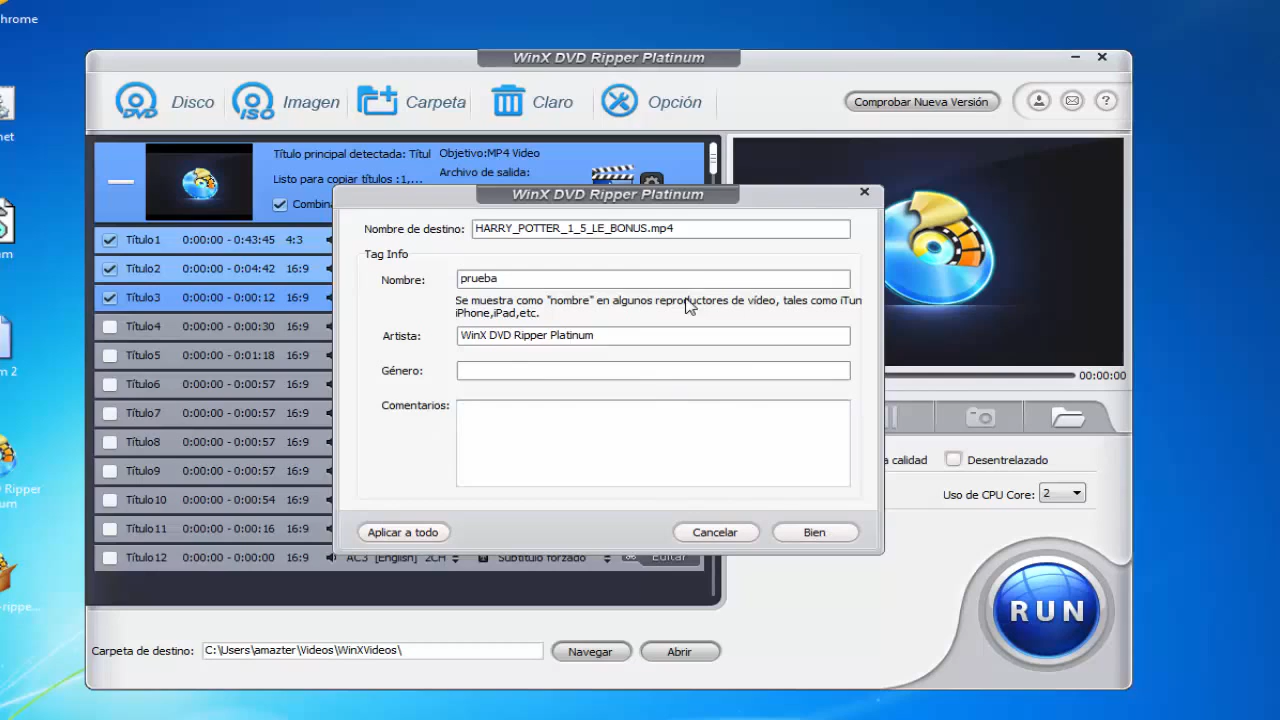 hrome
WinX DVD Ripper Platinum
Disco
Imagen
Carpeta
Claro
Opción
Comprobar Nueva Versión
?
DVD
ISO
Título principal detectada: Títul
Objetivo:MP4 Video
Listo para copiar títulos :1,...
Archivo de salida:
WinX DVD Ripper Platinum
Nombre de destino: HARRY_POTTER_1_5_LE_BONUS.mp4
Tag Info
Nombre: prueba
Se muestra como "nombre" en algunos reproductores de vídeo, tales como iTun
iPhone,iPad,etc.
Artista: WinX DVD Ripper Platinum
Género:
Comentarios:
Aplicar a todo
Cancelar
Bien
Título1 0:00:00 - 0:43:45 4:3
Título2 0:00:00 - 0:04:42 16:9
Título3 0:00:00 - 0:00:12 16:9
Título4 0:00:00 - 0:00:30 16:9
Título5 0:00:00 - 0:01:18 16:9
Título6 0:00:00 - 0:00:57 16:9
Título7 0:00:00 - 0:00:57 16:9
Título8 0:00:00 - 0:00:57 16:9
Título9 0:00:00 - 0:00:57 16:9
Título10 0:00:00 - 0:00:54 16:9
Título11 0:00:00 - 0:00:16 16:9
Título12 0:00:00 - 0:00:00 16:9 AC3 [English] 2CH Subtítulo forzado Editar
00:00:00
a calidad
Desentrelazado
Uso de CPU Core: 2
RUN
Carpeta de destino: C:\Users\amazter\Videos\WinXVideos\
Navegar
Abrir
net
m 2
D Ripper
-rippe...